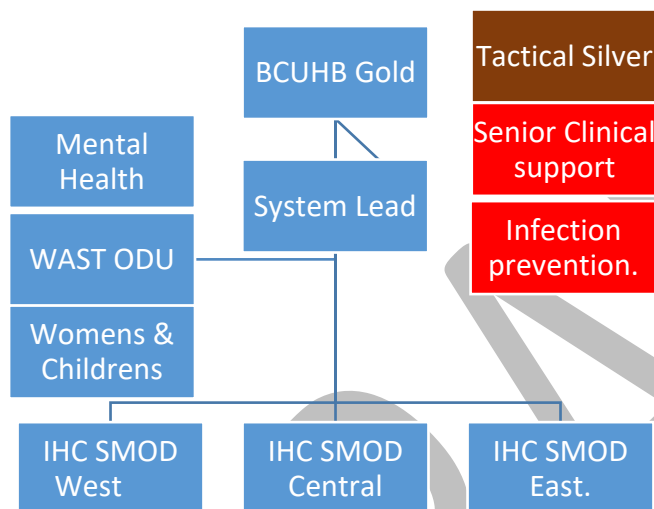 BCUHB Gold
Tactical Silver
Senior Clinical
support
Mental
Health
System Lead
Infection
prevention.
WAST ODU
Womens &
Childrens
IHC SMOD
West
IHC SMOD
Central
IHC SMOD
East.